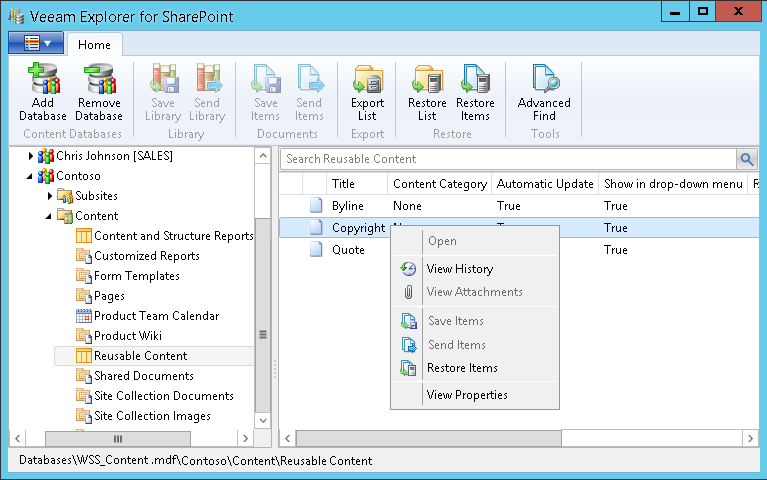 Veeam Explorer for SharePoint
Home
Add Database
Remove Database
Save Library
Send Library
Save Items
Send Items
Export List
Restore List
Restore Items
Advanced Find
Content Databases
Library
Documents
Export
Restore
Tools
Chris Johnson [SALES]
Contoso
Subsites
Content
Content and Structure Reports
Customized Reports
Form Templates
Pages
Product Team Calendar
Product Wiki
Reusable Content
Shared Documents
Site Collection Documents
Site Collection Images
Search Reusable Content
Title Content Category Automatic Update Show in drop-down menu
Byline None True True
Copyright True
Quote True
Open
View History
View Attachments
Save Items
Send Items
Restore Items
View Properties
Databases\WSS_Content .mdf\Contoso\Content\Reusable Content